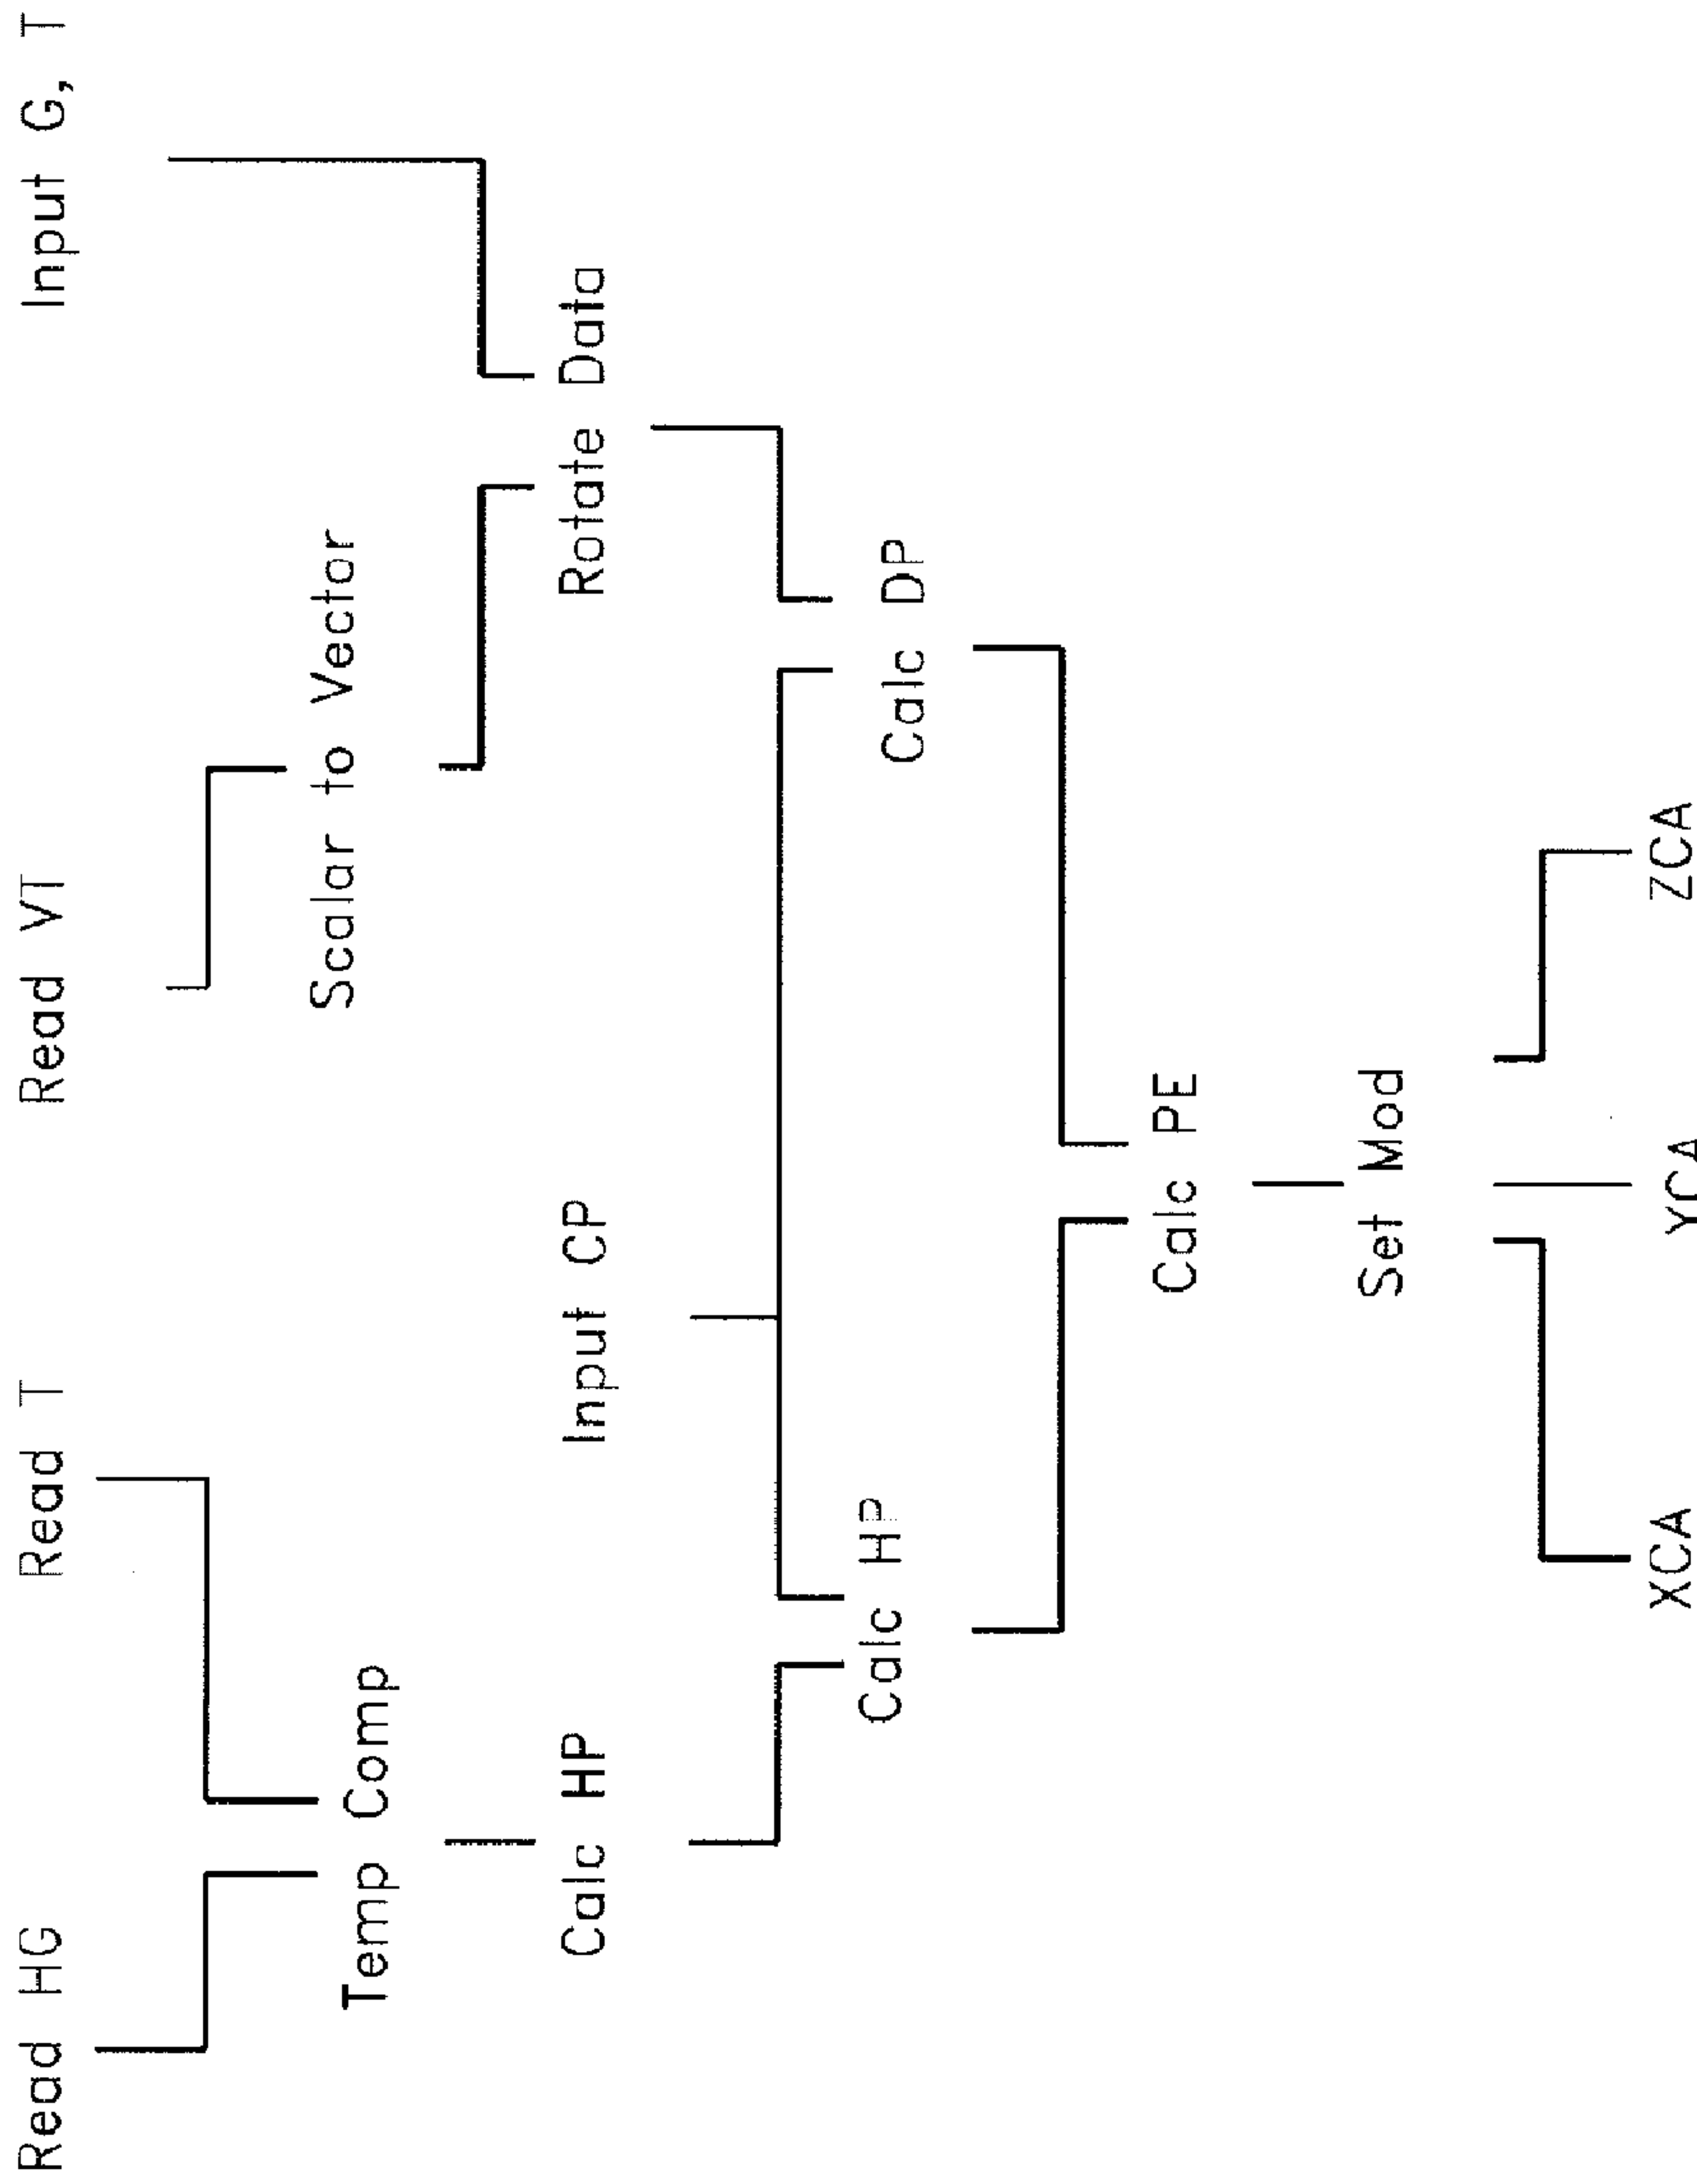 Read HG
Read T
Read VT
Input G, T
Temp Comp
Scalar to Vector
Calc HP
Input CP
Rotate Data
Calc HP
Calc DP
Calc PE
Set Mod
XCA
YCA
ZCA